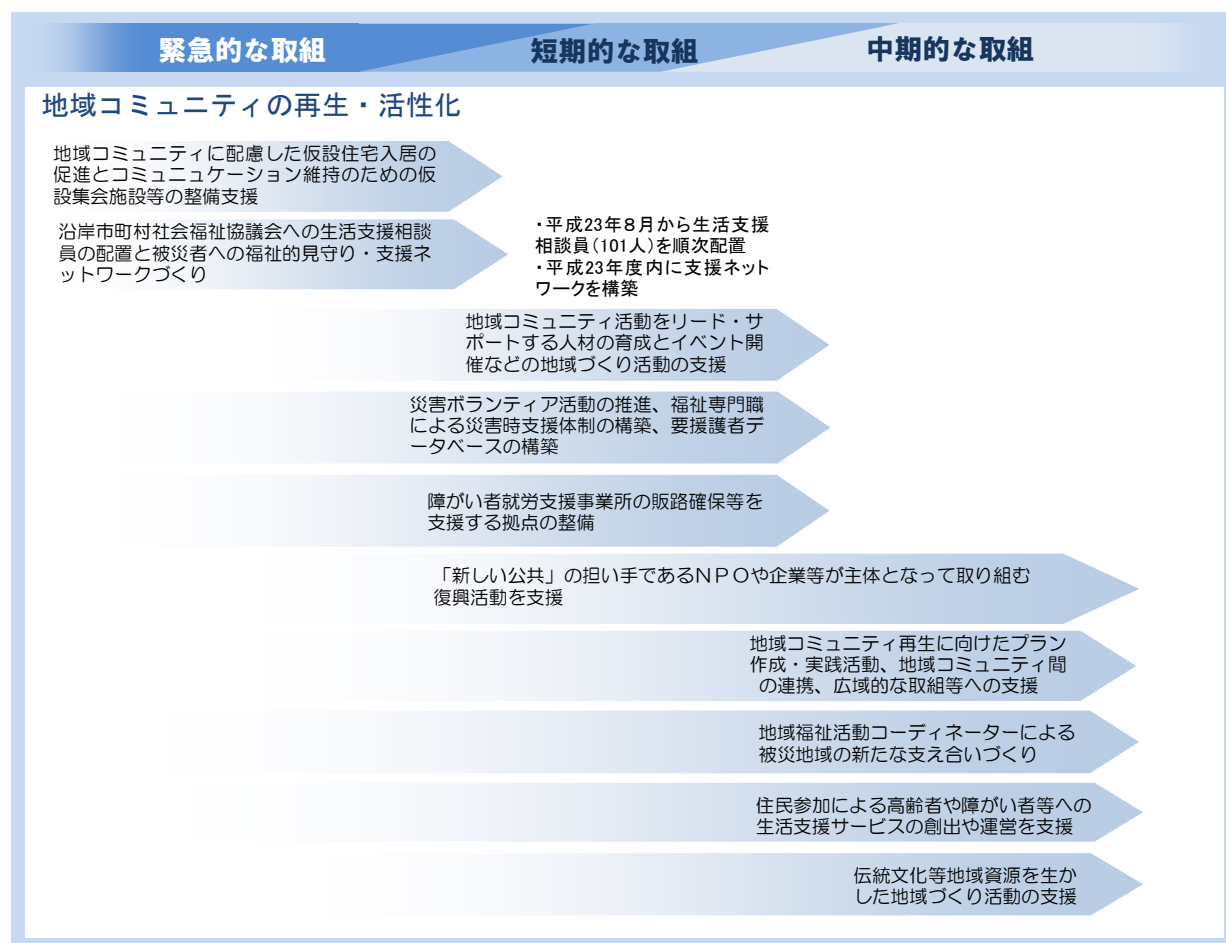 緊急的な取組
短期的な取組
中期的な取組
地域コミュニティの再生・活性化
地域コミュニティに配慮した仮設住宅入居の
促進とコミュニュケーション維持のための仮
設集会施設等の整備支援
沿岸市町村社会福祉協議会への生活支援相談
員の配置と被災者への福祉的見守り・支援ネ
ットワークづくり
・平成23年８月から生活支援
相談員(101人)を順次配置
・平成23年度内に支援ネット
ワークを構築
地域コミュニティ活動をリード・サ
ポートする人材の育成とイベント開
催などの地域づくり活動の支援
災害ボランティア活動の推進、福祉専門職
による災害時支援体制の構築、要援護者デ
ータベースの構築
障がい者就労支援事業所の販路確保等を
支援する拠点の整備
「新しい公共」の担い手であるＮＰＯや企業等が主体となって取り組む
復興活動を支援
地域コミュニティ再生に向けたプラン
作成・実践活動、地域コミュニティ間
の連携、広域的な取組等への支援
地域福祉活動コーディネーターによる
被災地域の新たな支え合いづくり
住民参加による高齢者や障がい者等への
生活支援サービスの創出や運営を支援
伝統文化等地域資源を生か
した地域づくり活動の支援